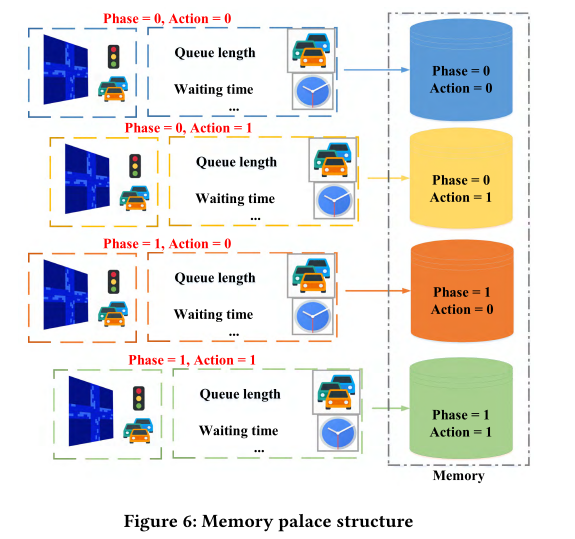 Phase = 0, Action = 0
Queue length
Waiting time
...
Phase = 0
Action = 0
Phase = 0, Action = 1
Queue length
Waiting time
...
Phase = 0
Action = 1
Phase = 1, Action = 0
Queue length
Waiting time
...
Phase = 1
Action = 0
Phase = 1, Action = 1
Queue length
Waiting time
...
Phase = 1
Action = 1
Memory
Figure 6: Memory palace structure